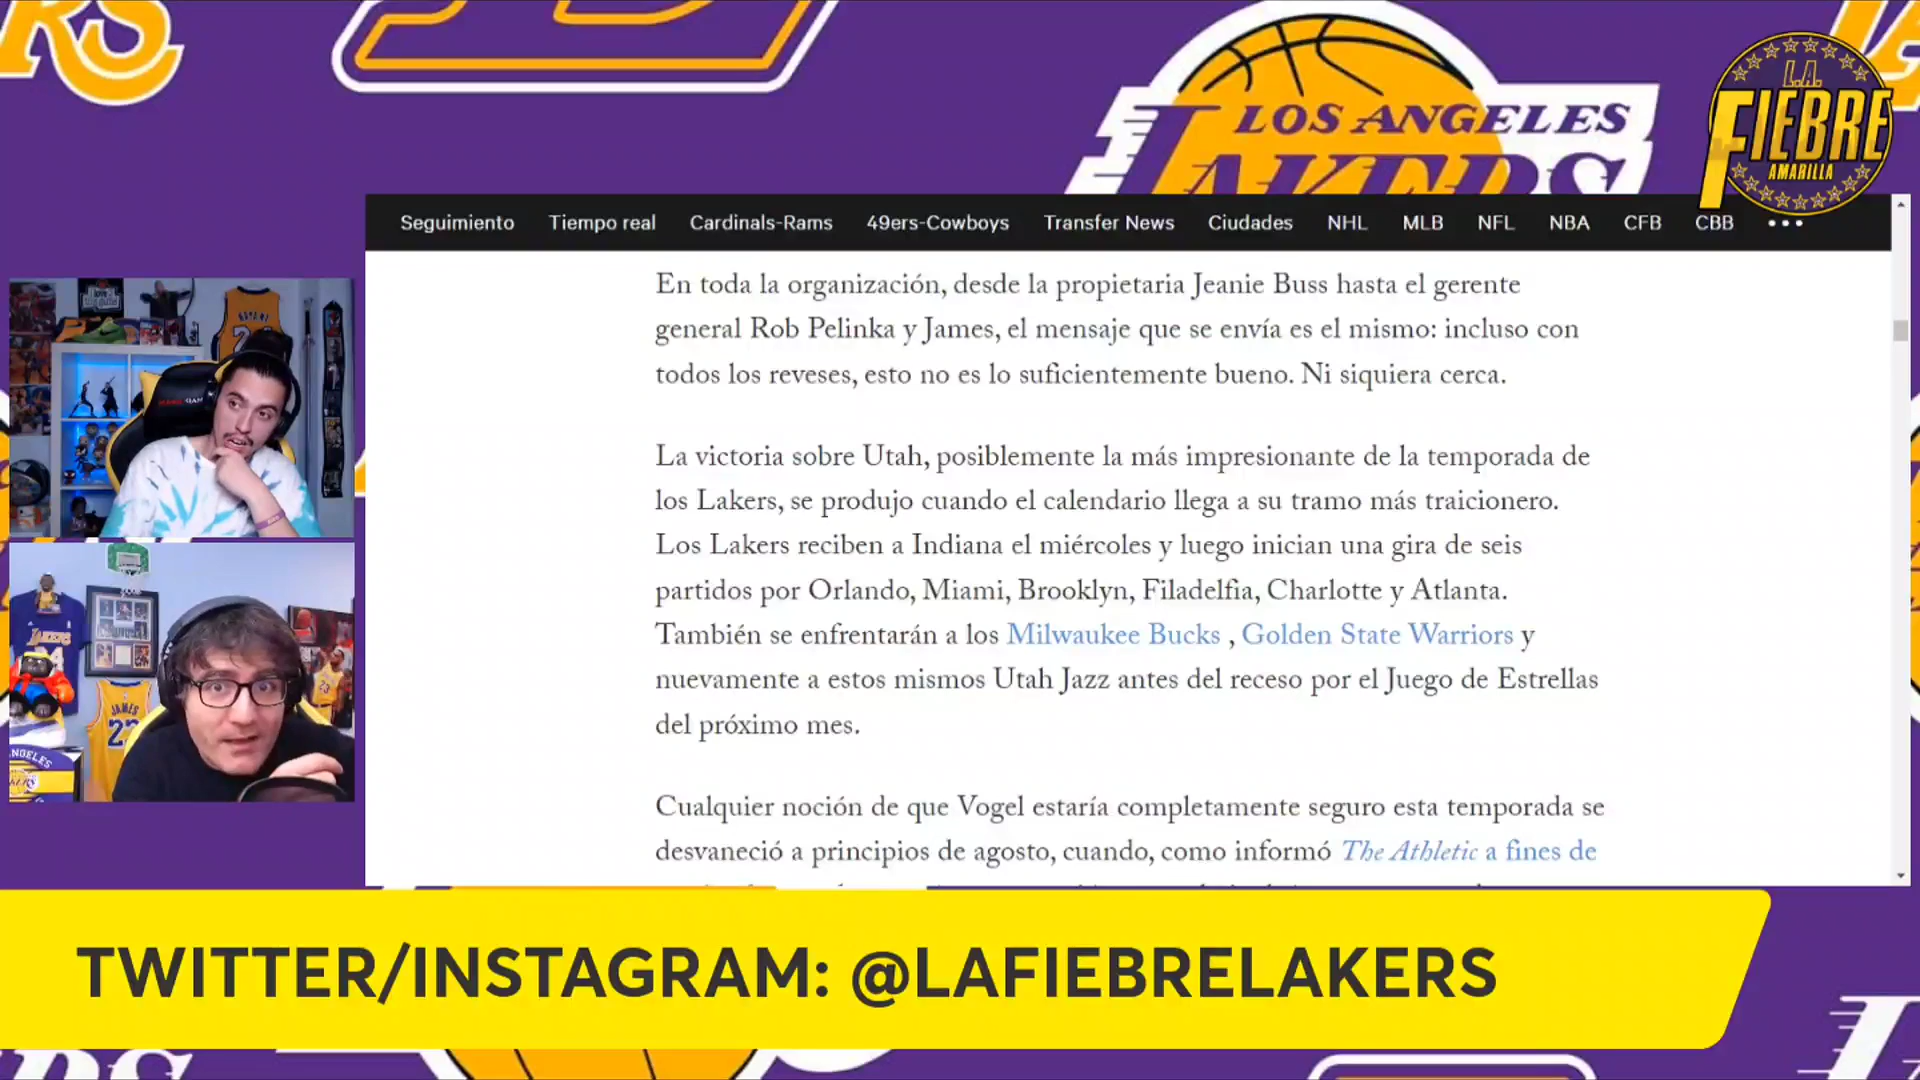 LOS ANGELES
LAKERS
L.A.
FIEBRE
AMARILLA
Seguimiento Tiempo real Cardinals-Rams 49ers-Cowboys Transfer News Ciudades NHL MLB NFL NBA CFB CBB •••
En toda la organización, desde la propietaria Jeanie Buss hasta el gerente
general Rob Pelinka y James, el mensaje que se envía es el mismo: incluso con
todos los reveses, esto no es lo suficientemente bueno. Ni siquiera cerca.
La victoria sobre Utah, posiblemente la más impresionante de la temporada de
los Lakers, se produjo cuando el calendario llega a su tramo más traicionero.
Los Lakers reciben a Indiana el miércoles y luego inician una gira de seis
partidos por Orlando, Miami, Brooklyn, Filadelfia, Charlotte y Atlanta.
También se enfrentarán a los Milwaukee Bucks , Golden State Warriors y
nuevamente a estos mismos Utah Jazz antes del receso por el Juego de Estrellas
del próximo mes.
Cualquier noción de que Vogel estaría completamente seguro esta temporada se
desvaneció a principios de agosto, cuando, como informó The Athletic a fines de
LAKERS
JAMES
TWITTER/INSTAGRAM: @LAFIEBRELAKERS